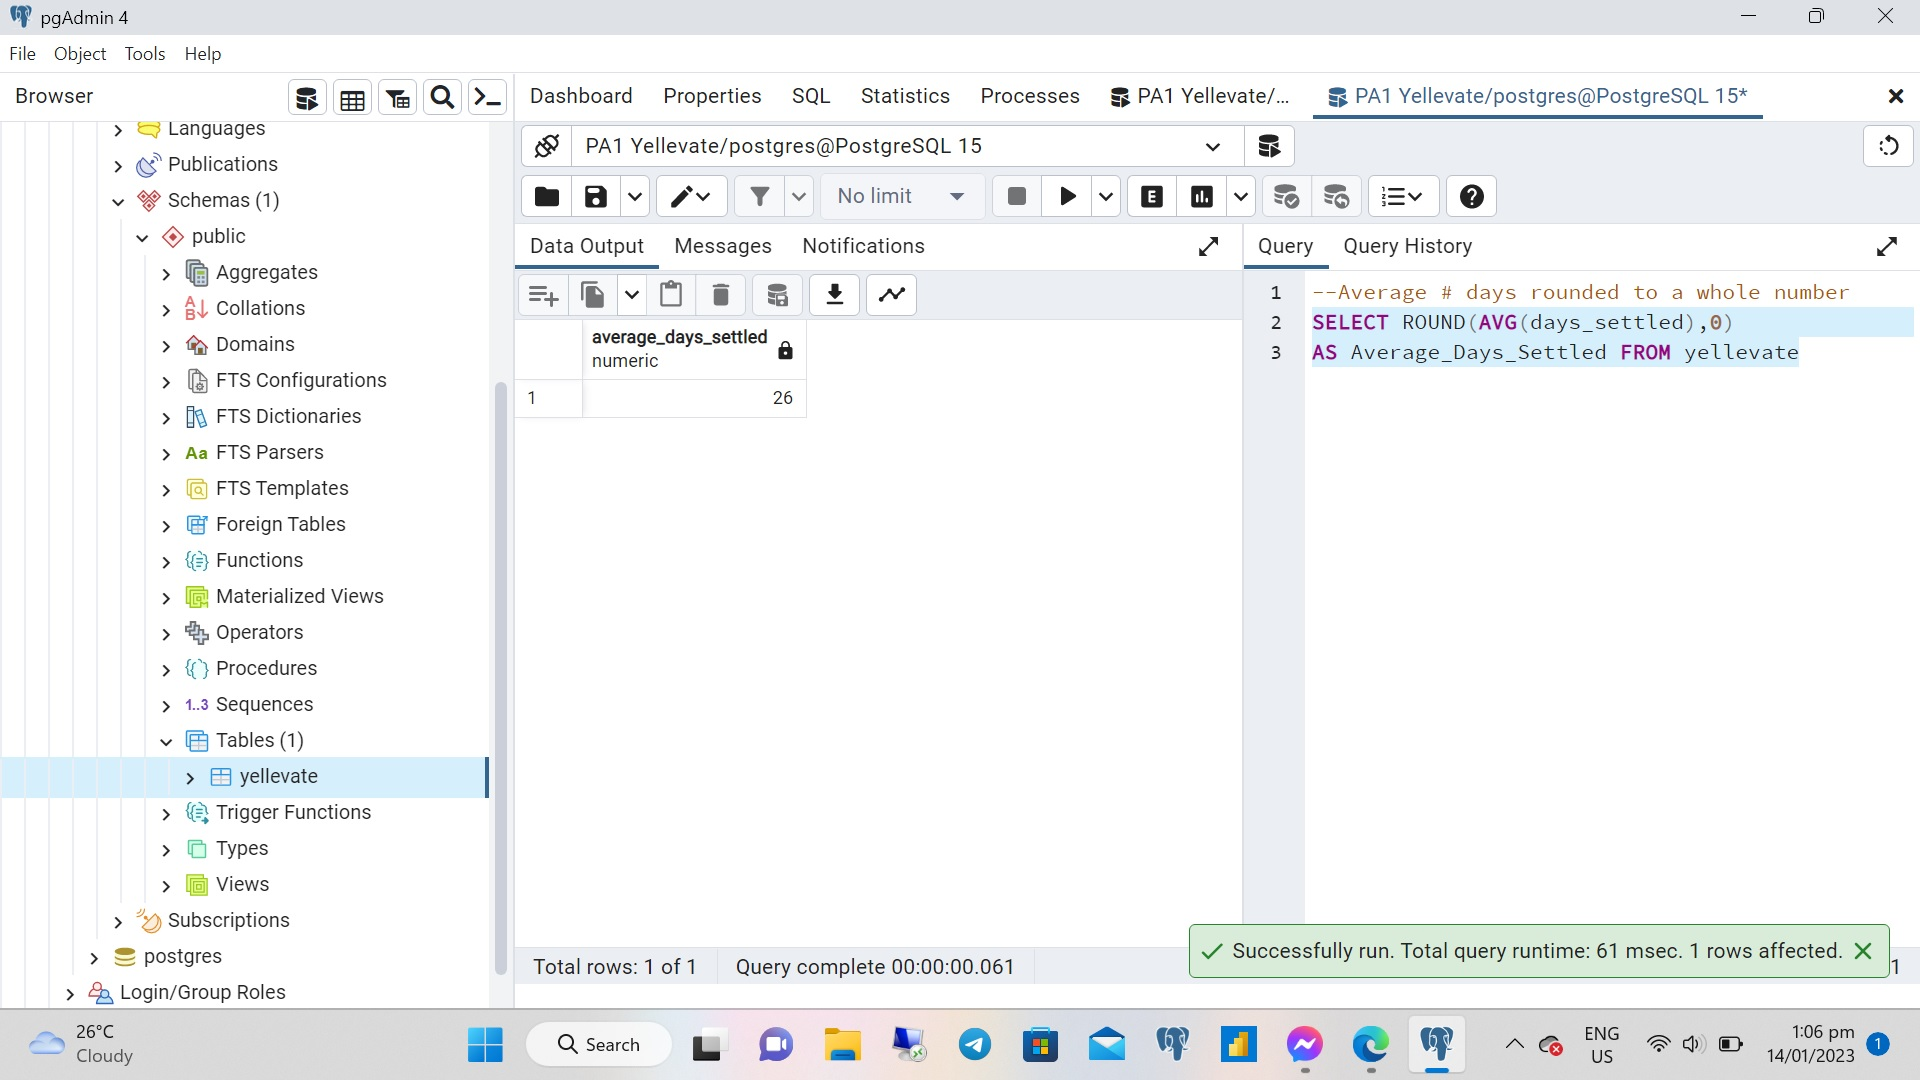 pgAdmin 4
File Object Tools Help
Browser
Dashboard Properties SQL Statistics Processes PA1 Yellevate/... PA1 Yellevate/postgres@PostgreSQL 15*
PA1 Yellevate/postgres@PostgreSQL 15
No limit
E
Data Output Messages Notifications
Query Query History
Languages
Publications
Schemas (1)
public
Aggregates
Collations
Domains
FTS Configurations
FTS Dictionaries
Aa FTS Parsers
FTS Templates
Foreign Tables
Functions
Materialized Views
Operators
Procedures
1..3 Sequences
Tables (1)
yellevate
Trigger Functions
Types
Views
Subscriptions
postgres
Login/Group Roles
average_days_settled
numeric
1 26
1 --Average # days rounded to a whole number
2 SELECT ROUND(AVG(days_settled),0)
3 AS Average_Days_Settled FROM yellevate
Total rows: 1 of 1 Query complete 00:00:00.061
Successfully run. Total query runtime: 61 msec. 1 rows affected.
1
26°C
Cloudy
Search
ENG
US
1:06 pm
14/01/2023
1